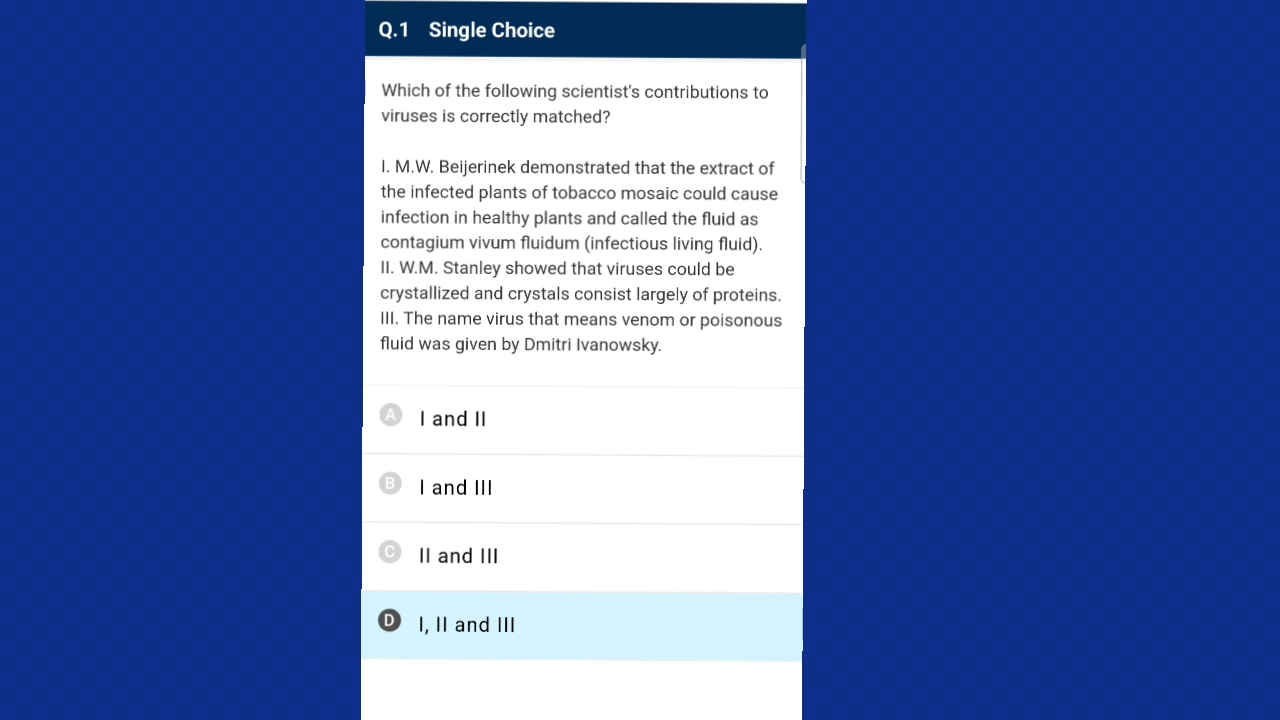 Q.1 Single Choice
Which of the following scientist's contributions to
viruses is correctly matched?
I. M.W. Beijerinek demonstrated that the extract of
the infected plants of tobacco mosaic could cause
infection in healthy plants and called the fluid as
contagium vivum fluidum (infectious living fluid).
II. W.M. Stanley showed that viruses could be
crystallized and crystals consist largely of proteins.
III. The name virus that means venom or poisonous
fluid was given by Dmitri Ivanowsky.
A I and II
B I and III
C II and III
D I, II and III